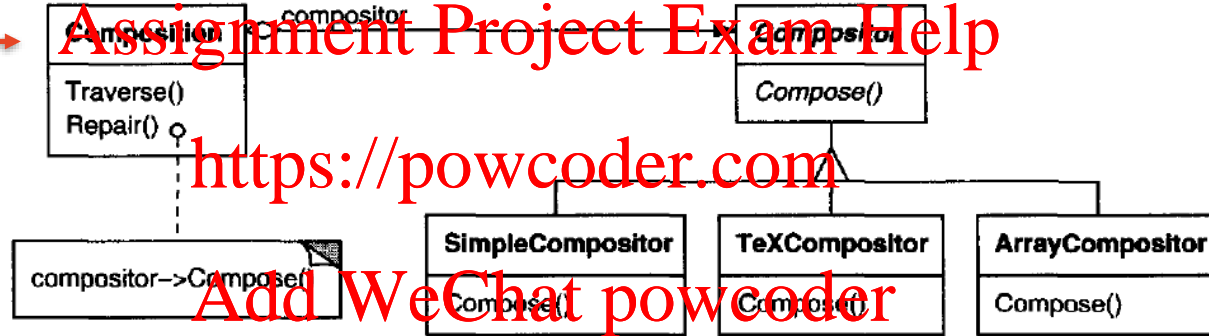 compositor
Assignment Project Exam Help
Composition
Compositor
Traverse()
Repair()
Compose()
https://powcoder.com
SimpleCompositor
TeXCompositor
ArrayCompositor
compositor->Compose()
Compose()
Compose()
Compose()
Add WeChat powcoder